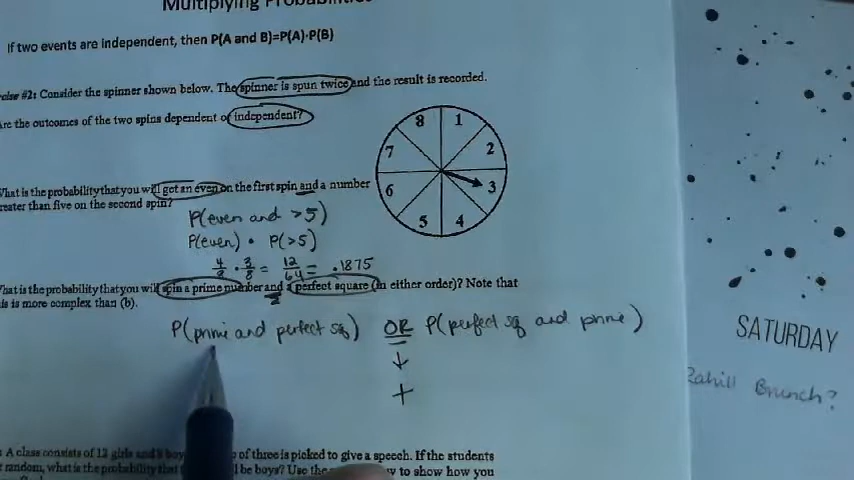 Multiplying Probabilities
If two events are independent, then P(A and B)=P(A)·P(B)
#2: Consider the spinner shown below. The spinner is spun twice and the result is recorded.
Are the outcomes of the two spins dependent or independent?
8 1
7 2
6 3
5 4
What is the probability that you will get an even on the first spin and a number
greater than five on the second spin?
P(even and >5)
P(even) • P(>5)
4/8 · 3/8 = 12/64 = .1875
What is the probability that you will spin a prime number and a perfect square (in either order)? Note that
is more complex than (b).
P(prime and perfect sq) OR P(perfect sq and prime)
↓
+
A class consists of 12 girls and 8 of three is picked to give a speech. If the students
random, what is the probability that be boys? Use the to show how you
SATURDAY
Brunch?